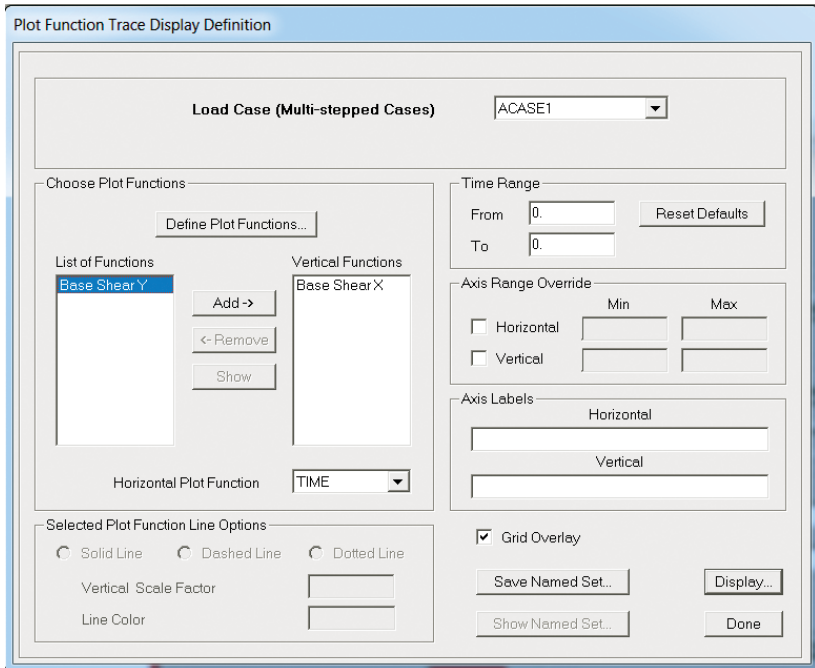 Plot Function Trace Display Definition
Load Case (Multi-stepped Cases)
ACASE1
Choose Plot Functions
Define Plot Functions...
List of Functions
Vertical Functions
Base Shear Y
Base Shear X
Add ->
<- Remove
Show
Horizontal Plot Function
TIME
Selected Plot Function Line Options
Solid Line
Dashed Line
Dotted Line
Vertical Scale Factor
Line Color
Time Range
From
0.
Reset Defaults
To
0.
Axis Range Override
Min
Max
Horizontal
Vertical
Axis Labels
Horizontal
Vertical
Grid Overlay
Save Named Set...
Display...
Show Named Set...
Done